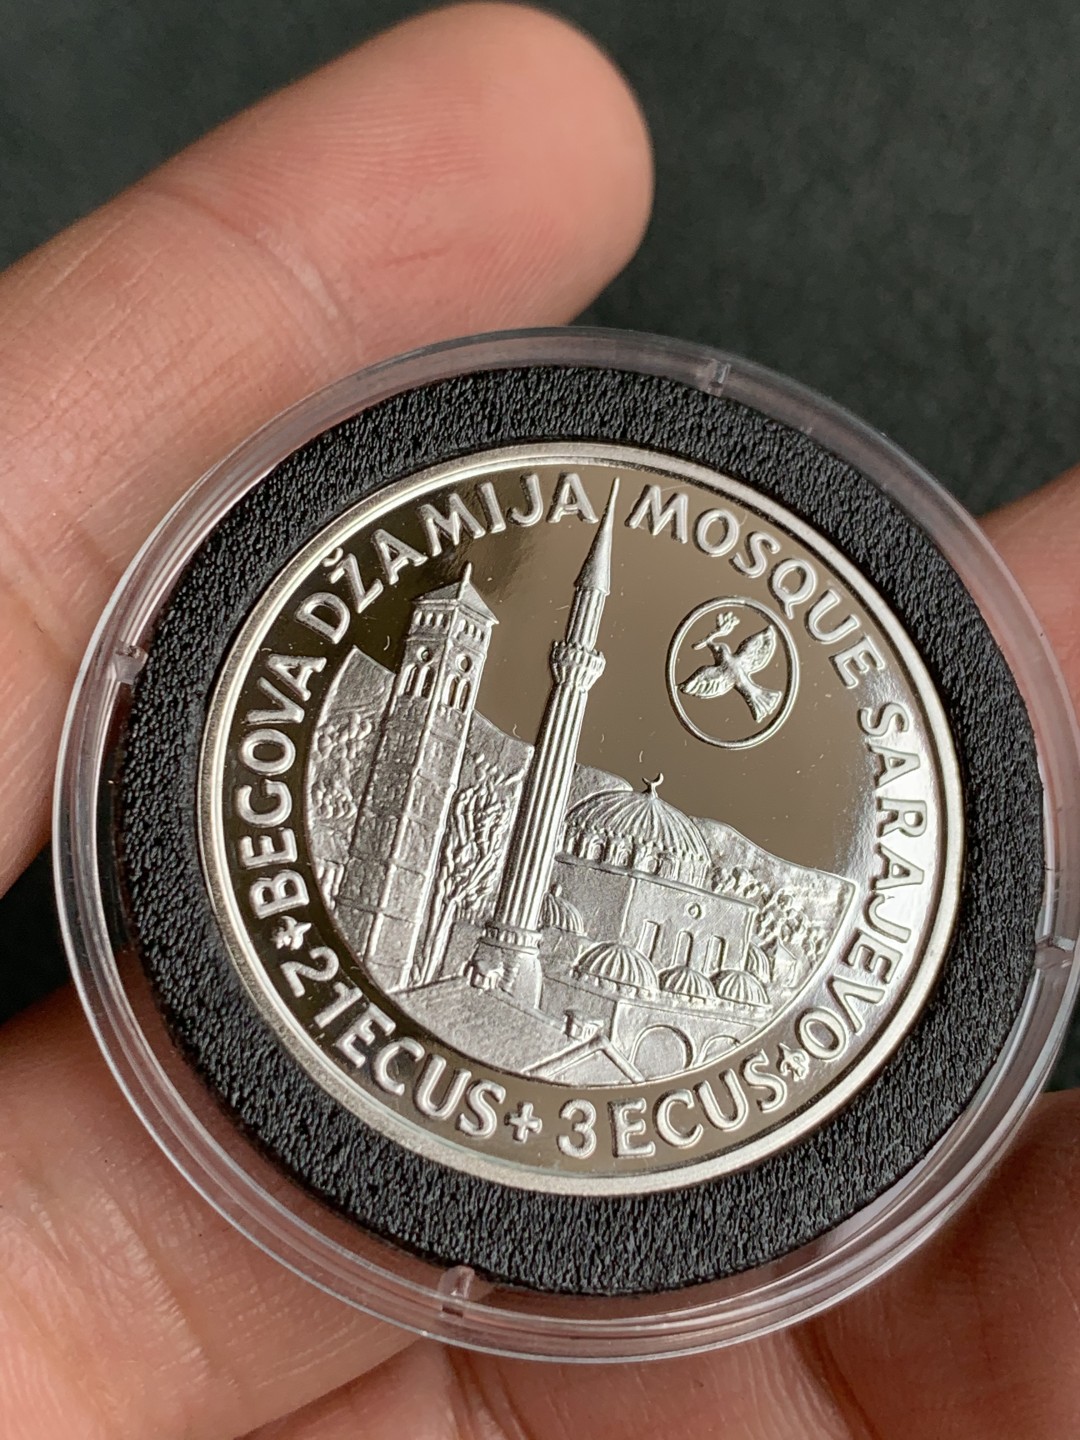 BEGOVA DŽAMIJA MOSQUE SARAJEVO
21 ECUS + 3 ECUS